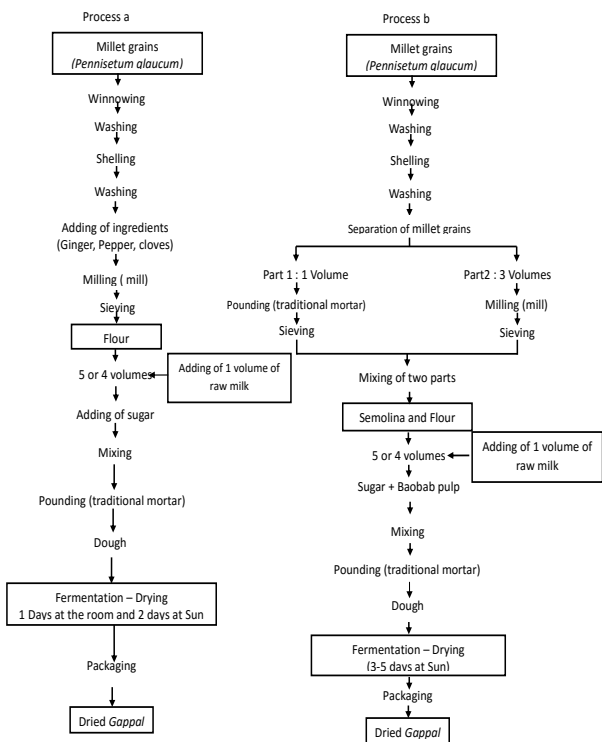 Process a
Millet grains
(Pennisetum glaucum)
Winnowing
Washing
Shelling
Washing
Adding of ingredients
(Ginger, Pepper, cloves)
Milling ( mill)
Sieving
Flour
5 or 4 volumes
Adding of 1 volume of
raw milk
Adding of sugar
Mixing
Pounding (traditional mortar)
Dough
Fermentation – Drying
1 Days at the room and 2 days at Sun
Packaging
Dried Gappal
Process b
Millet grains
(Pennisetum glaucum)
Winnowing
Washing
Shelling
Washing
Separation of millet grains
Part 1 : 1 Volume
Pounding (traditional mortar)
Sieving
Part2 : 3 Volumes
Milling (mill)
Sieving
Mixing of two parts
Semolina and Flour
5 or 4 volumes
Adding of 1 volume of
raw milk
Sugar + Baobab pulp
Mixing
Pounding (traditional mortar)
Dough
Fermentation – Drying
(3-5 days at Sun)
Packaging
Dried Gappal